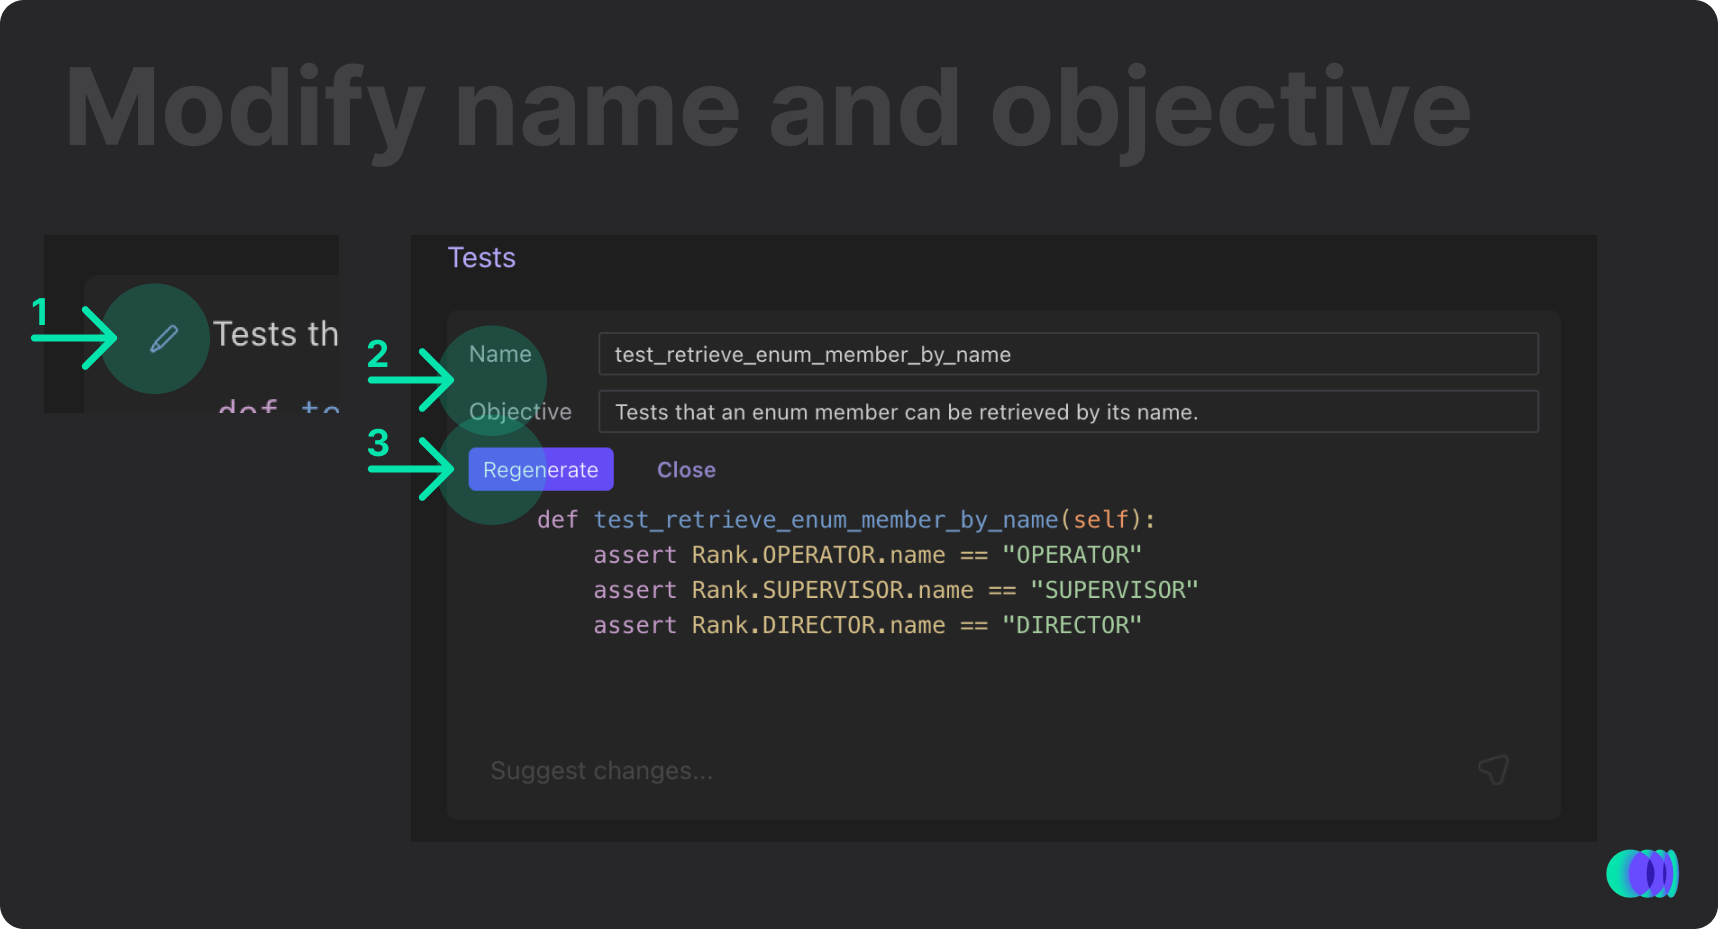 Modify name and objective
1
Tests th
def te
Tests
2
Name
test_retrieve_enum_member_by_name
Objective
Tests that an enum member can be retrieved by its name.
3
Regenerate
Close
def test_retrieve_enum_member_by_name(self):
assert Rank.OPERATOR.name == "OPERATOR"
assert Rank.SUPERVISOR.name == "SUPERVISOR"
assert Rank.DIRECTOR.name == "DIRECTOR"
Suggest changes...